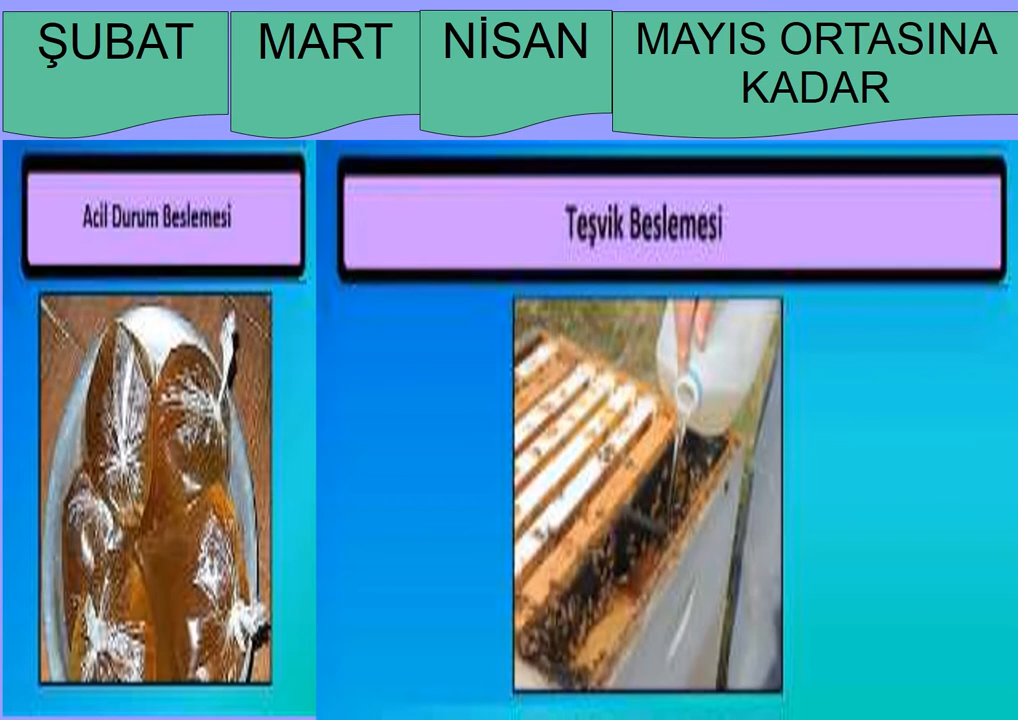 ŞUBAT
MART
NİSAN
MAYIS ORTASINA
KADAR
Acil Durum Beslemesi
Teşvik Beslemesi